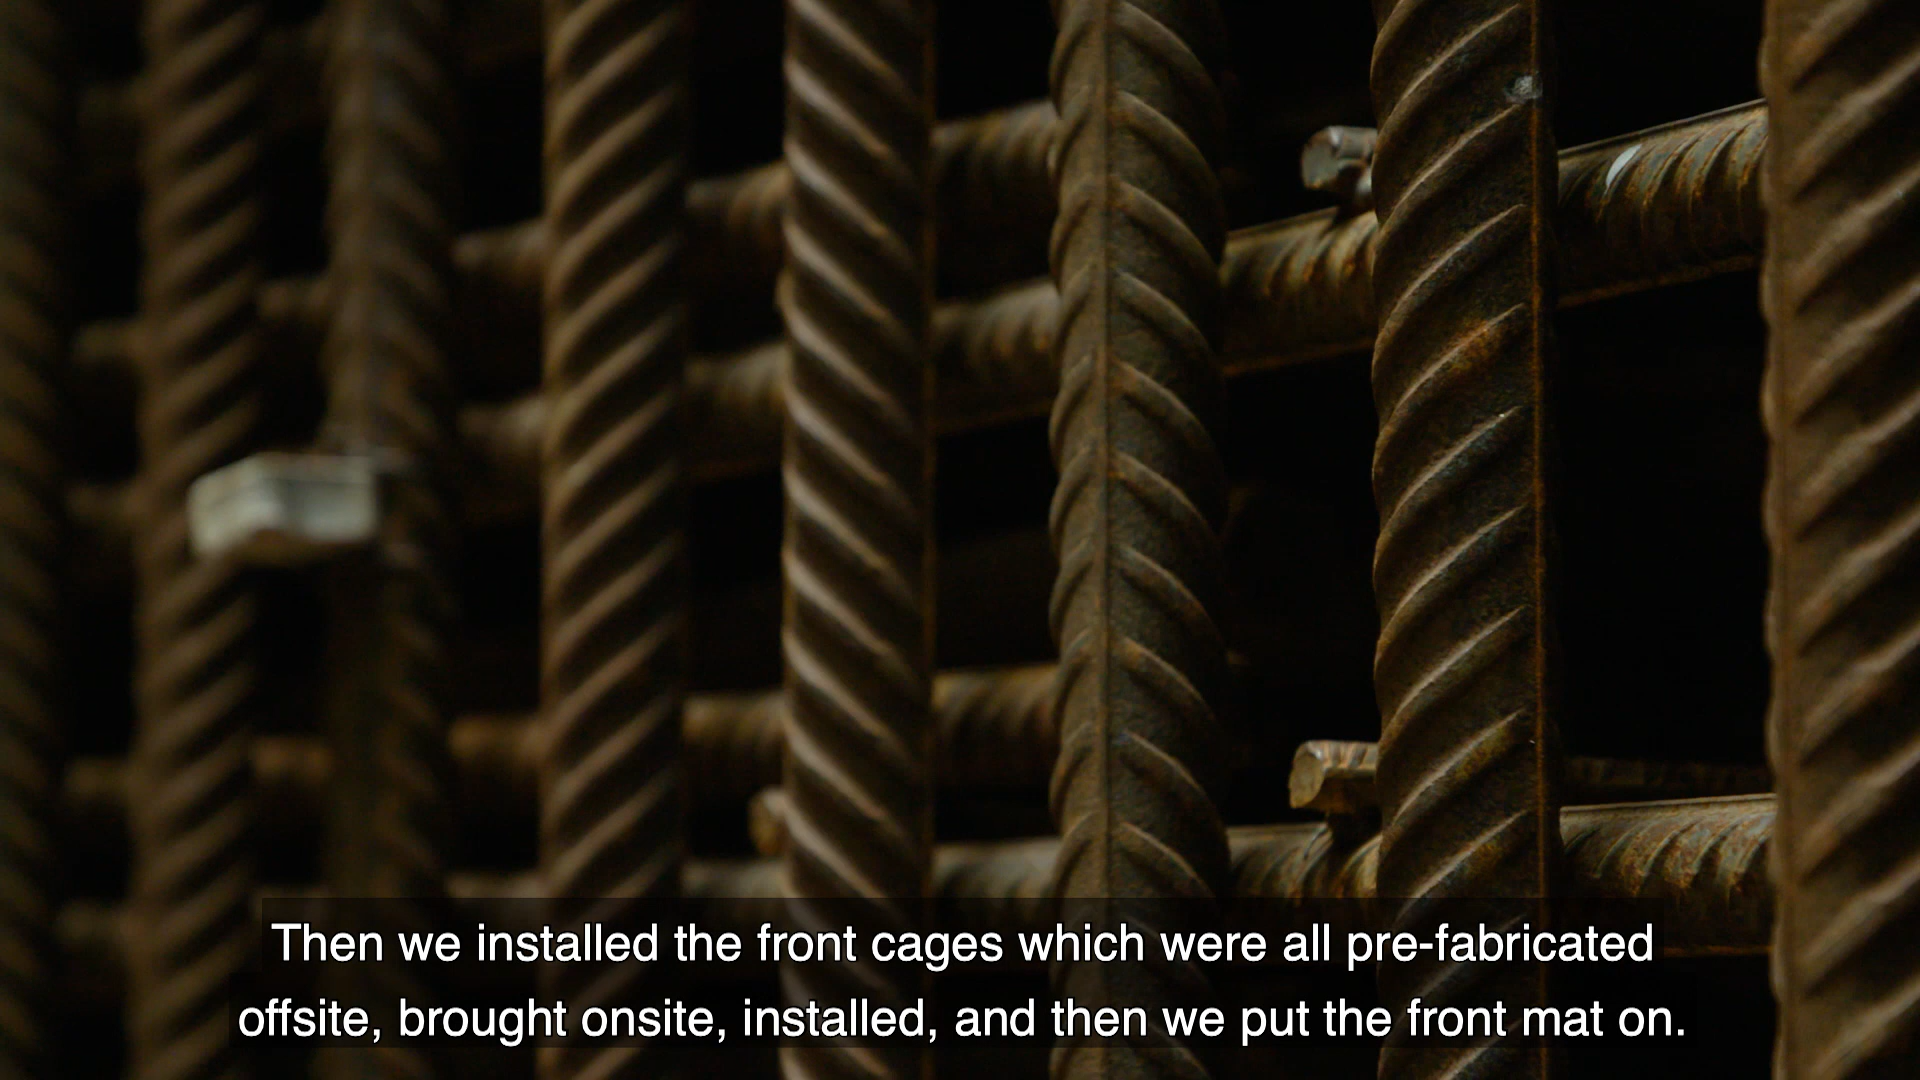 Then we installed the front cages which were all pre-fabricated
offsite, brought onsite, installed, and then we put the front mat on.